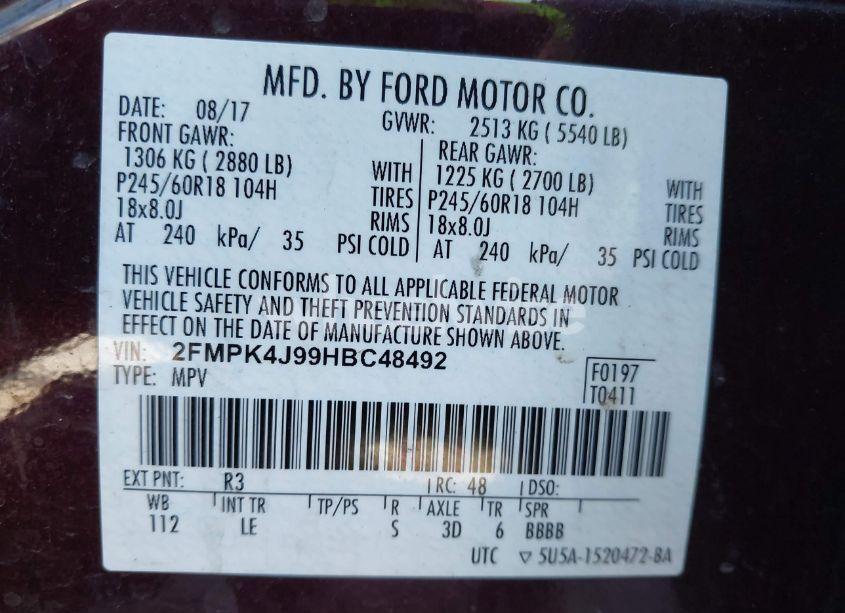 MFD. BY FORD MOTOR CO.
DATE: 08/17 GVWR: 2513 KG ( 5540 LB)
FRONT GAWR: REAR GAWR:
1306 KG ( 2880 LB) WITH 1225 KG ( 2700 LB) WITH
P245/60R18 104H TIRES P245/60R18 104H TIRES
18x8.0J RIMS 18x8.0J RIMS
AT 240 kPa/ 35 PSI COLD AT 240 kPa/ 35 PSI COLD
THIS VEHICLE CONFORMS TO ALL APPLICABLE FEDERAL MOTOR
VEHICLE SAFETY AND THEFT PREVENTION STANDARDS IN
EFFECT ON THE DATE OF MANUFACTURE SHOWN ABOVE.
VIN: 2FMPK4J99HBC48492
TYPE: MPV F0197
T0411
EXT PNT: R3 RC: 48 DSO:
WB INT TR TP/PS R AXLE TR SPR
112 LE S 3D 6 BBBB
UTC ▽ 5U5A-1520472-BA